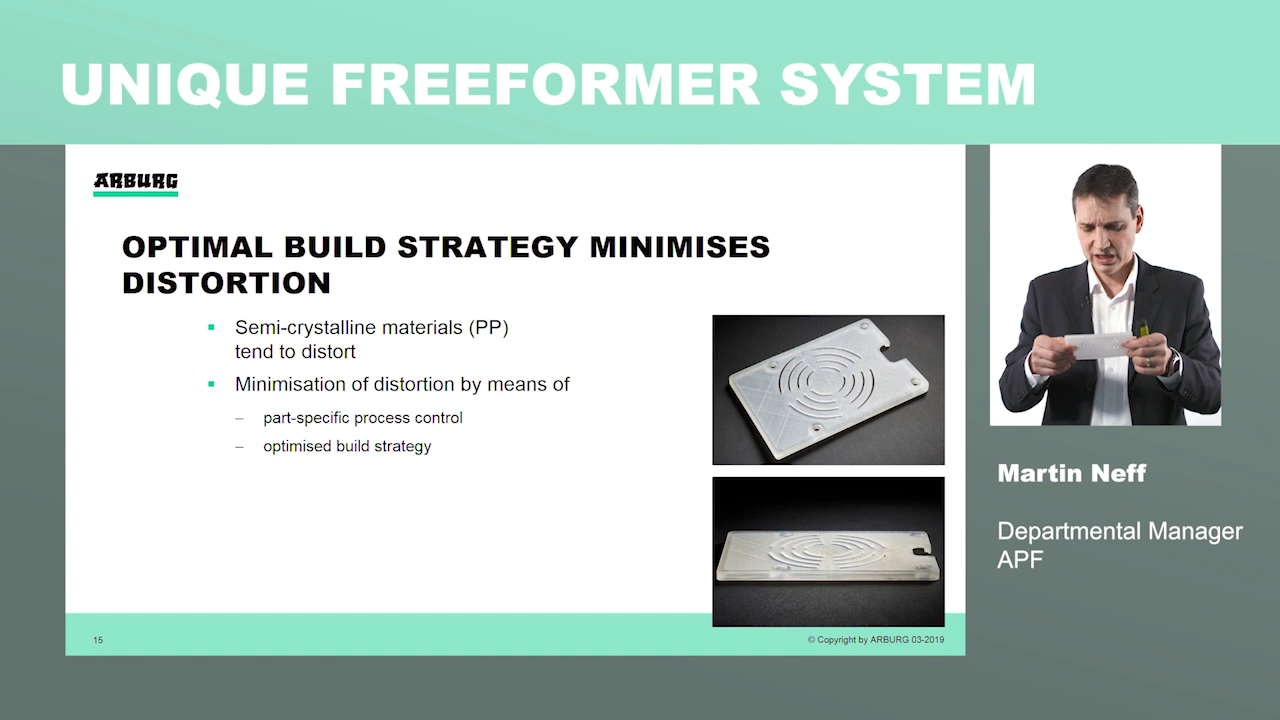 UNIQUE FREEFORMER SYSTEM
ARBURG
OPTIMAL BUILD STRATEGY MINIMISES
DISTORTION
▪ Semi-crystalline materials (PP)
tend to distort
▪ Minimisation of distortion by means of
– part-specific process control
– optimised build strategy
15
© Copyright by ARBURG 03-2019
Martin Neff
Departmental Manager
APF